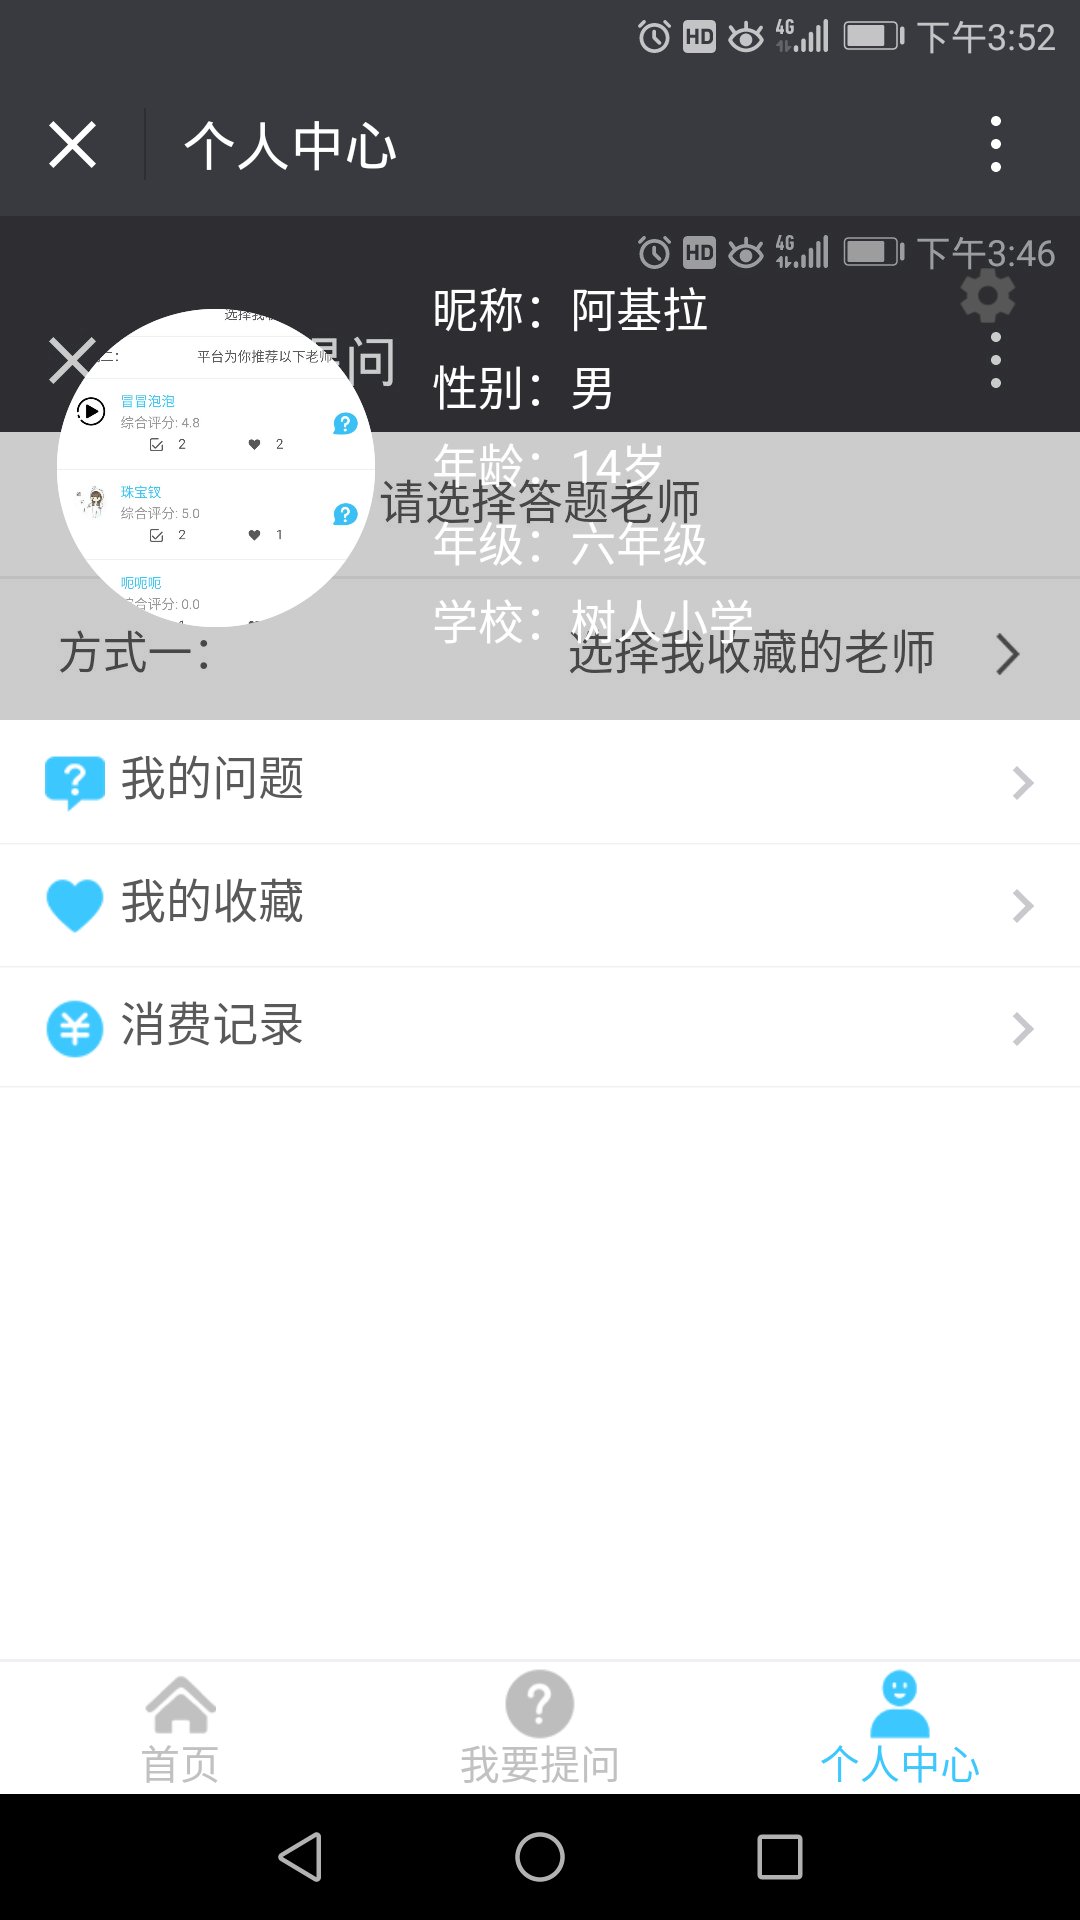 HD 4G 下午3:52
个人中心
HD 4G 下午3:46
昵称：阿基拉
提问
性别：男
平台为你推荐以下老师
冒冒泡泡
综合评分: 4.8
2 2
年龄：14岁
请选择答题老师
珠宝钗
综合评分: 5.0
2 1
年级：六年级
呃呃呃
综合评分: 0.0
学校：树人小学
方式一：
选择我收藏的老师
我的问题
我的收藏
消费记录
首页
我要提问
个人中心